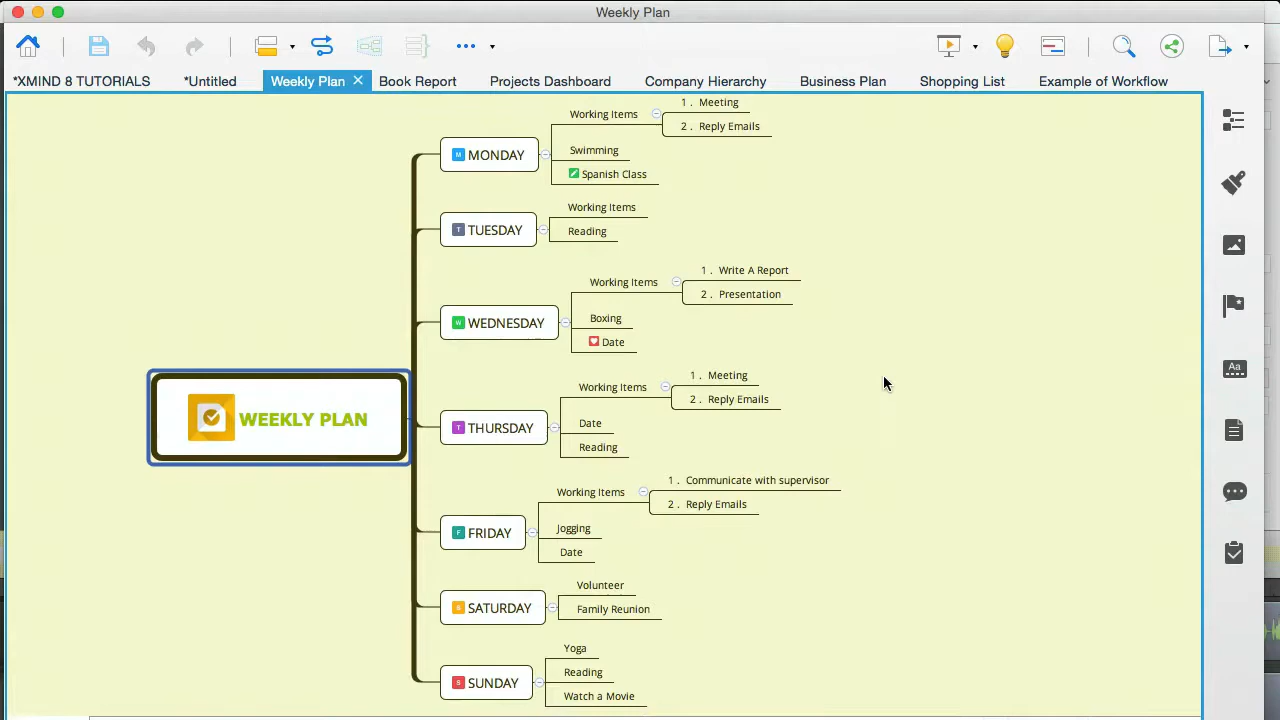 Weekly Plan
*XMIND 8 TUTORIALS *Untitled Weekly Plan Book Report Projects Dashboard Company Hierarchy Business Plan Shopping List Example of Workflow
WEEKLY PLAN
M MONDAY
Working Items
1 . Meeting
2 . Reply Emails
Swimming
Spanish Class
T TUESDAY
Working Items
Reading
W WEDNESDAY
Working Items
1 . Write A Report
2 . Presentation
Boxing
Date
T THURSDAY
Working Items
1 . Meeting
2 . Reply Emails
Date
Reading
F FRIDAY
Working Items
1 . Communicate with supervisor
2 . Reply Emails
Jogging
Date
S SATURDAY
Volunteer
Family Reunion
S SUNDAY
Yoga
Reading
Watch a Movie
Aa